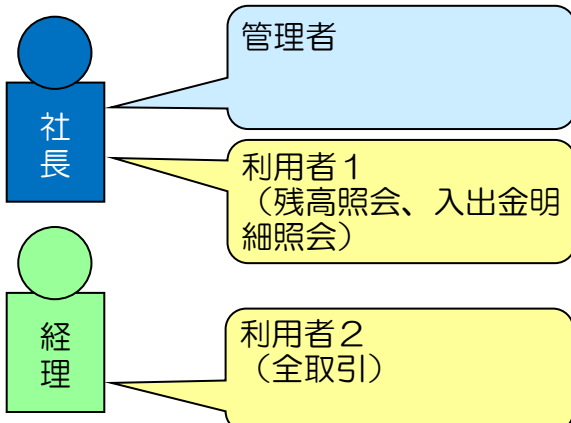 管理者
社長
利用者１
（残高照会、入出金明
細照会）
経理
利用者２
（全取引）